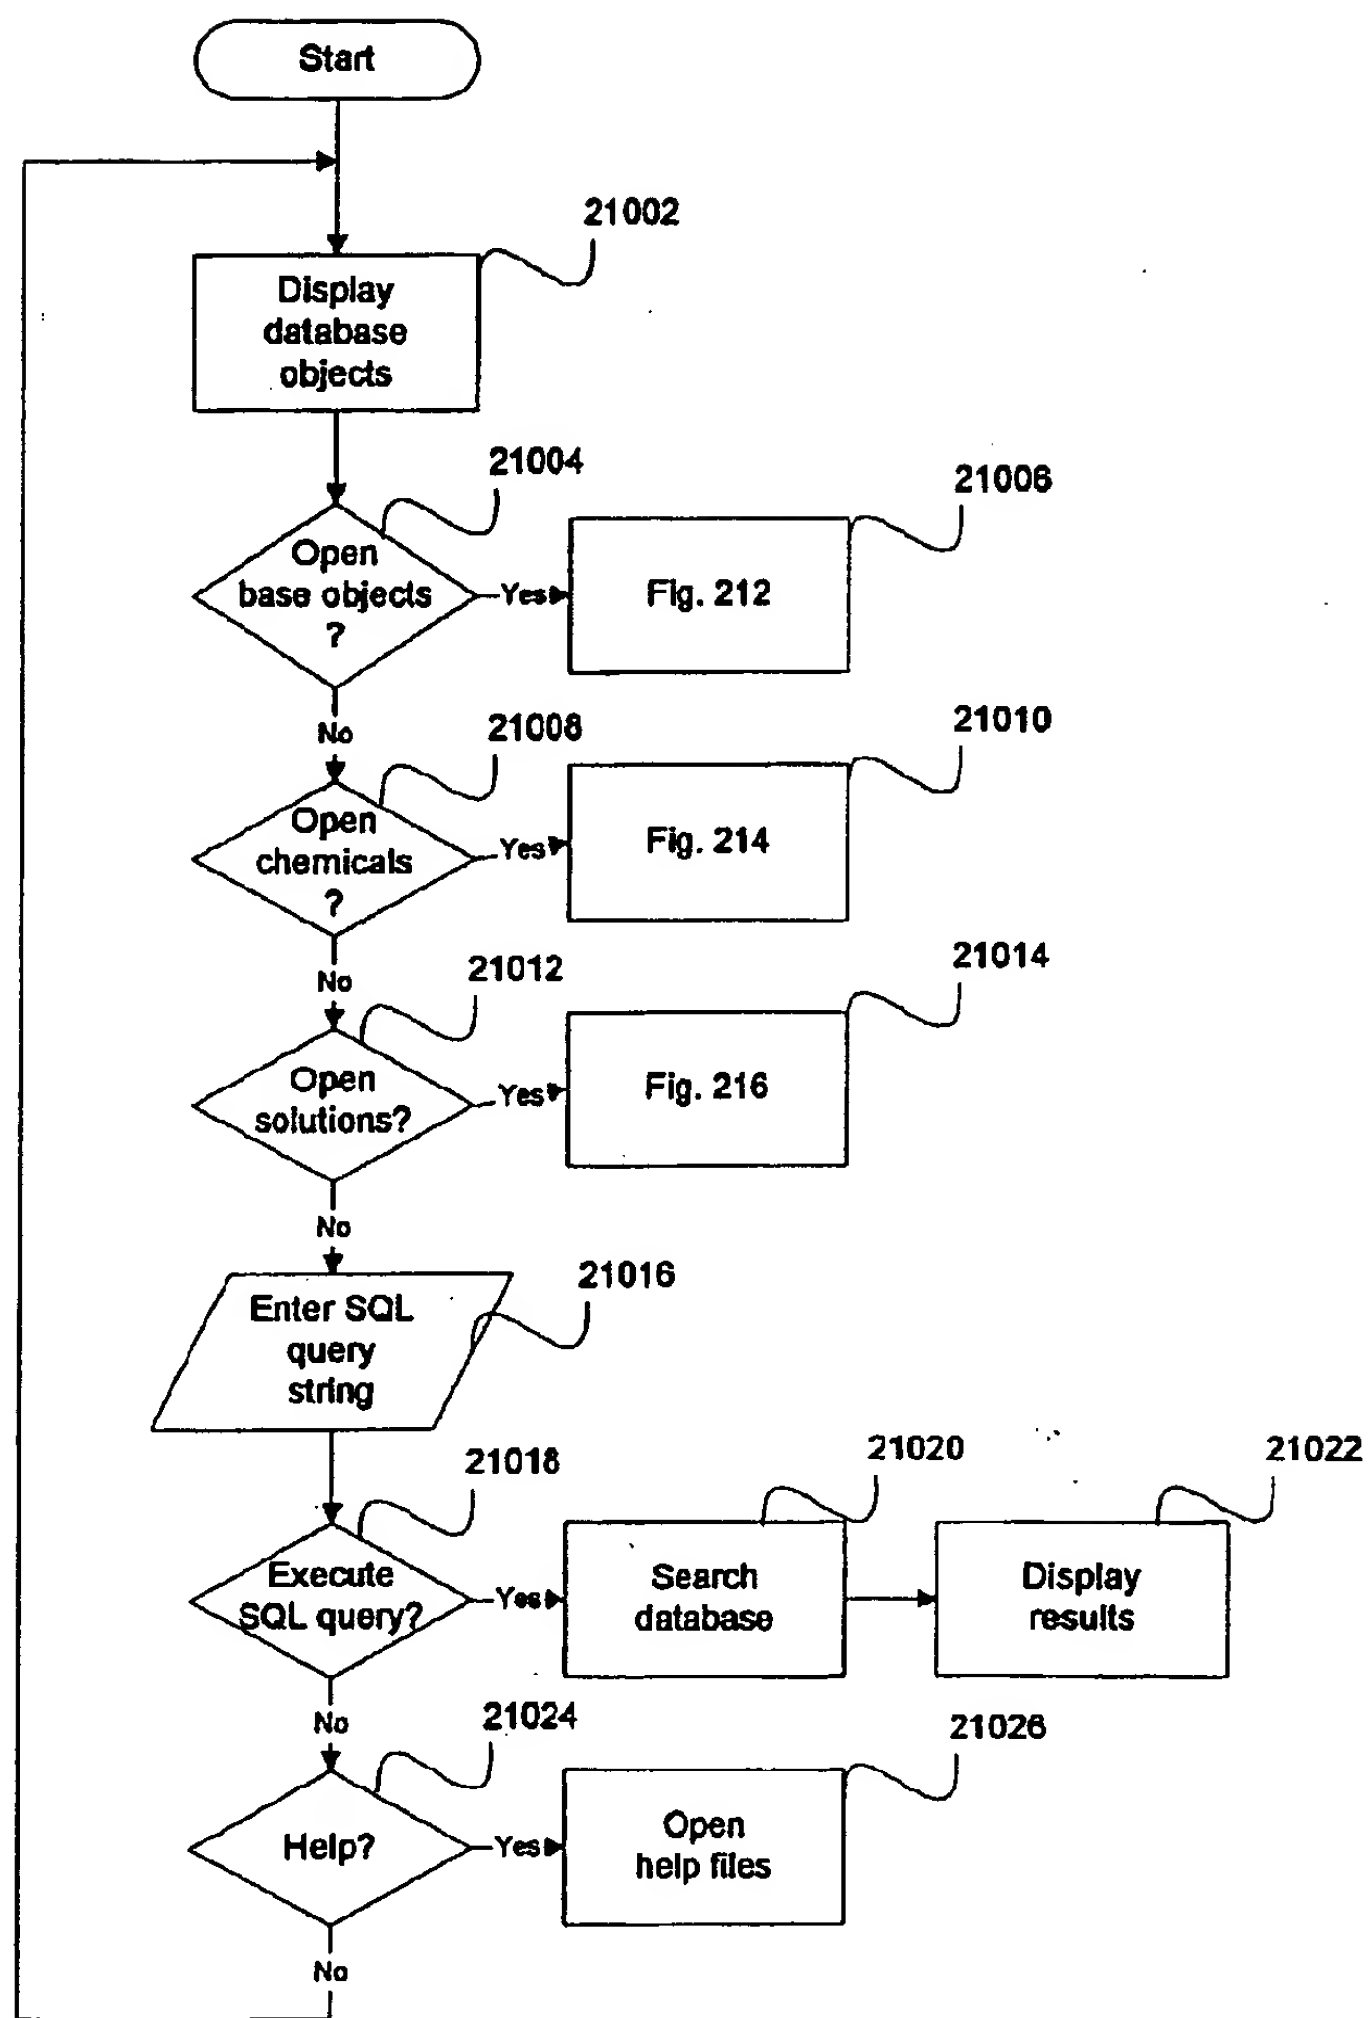 Start
21002
Display
database
objects
21004
21006
Open
base objects
?
Yes
Fig. 212
No
21008
21010
Open
chemicals
?
Yes
Fig. 214
No
21012
21014
Open
solutions?
Yes
Fig. 216
No
21016
Enter SQL
query
string
21018
21020
21022
Execute
SQL query?
Yes
Search
database
Display
results
No
21024
21026
Help?
Yes
Open
help files
No